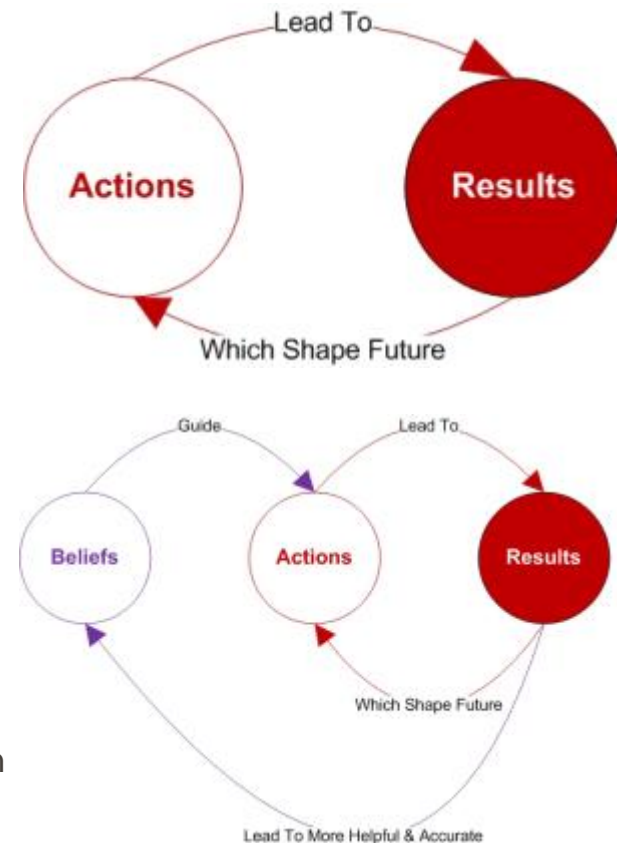 Lead To
Actions
Results
Which Shape Future
Guide
Lead To
Beliefs
Actions
Results
Which Shape Future
Lead To More Helpful & Accurate